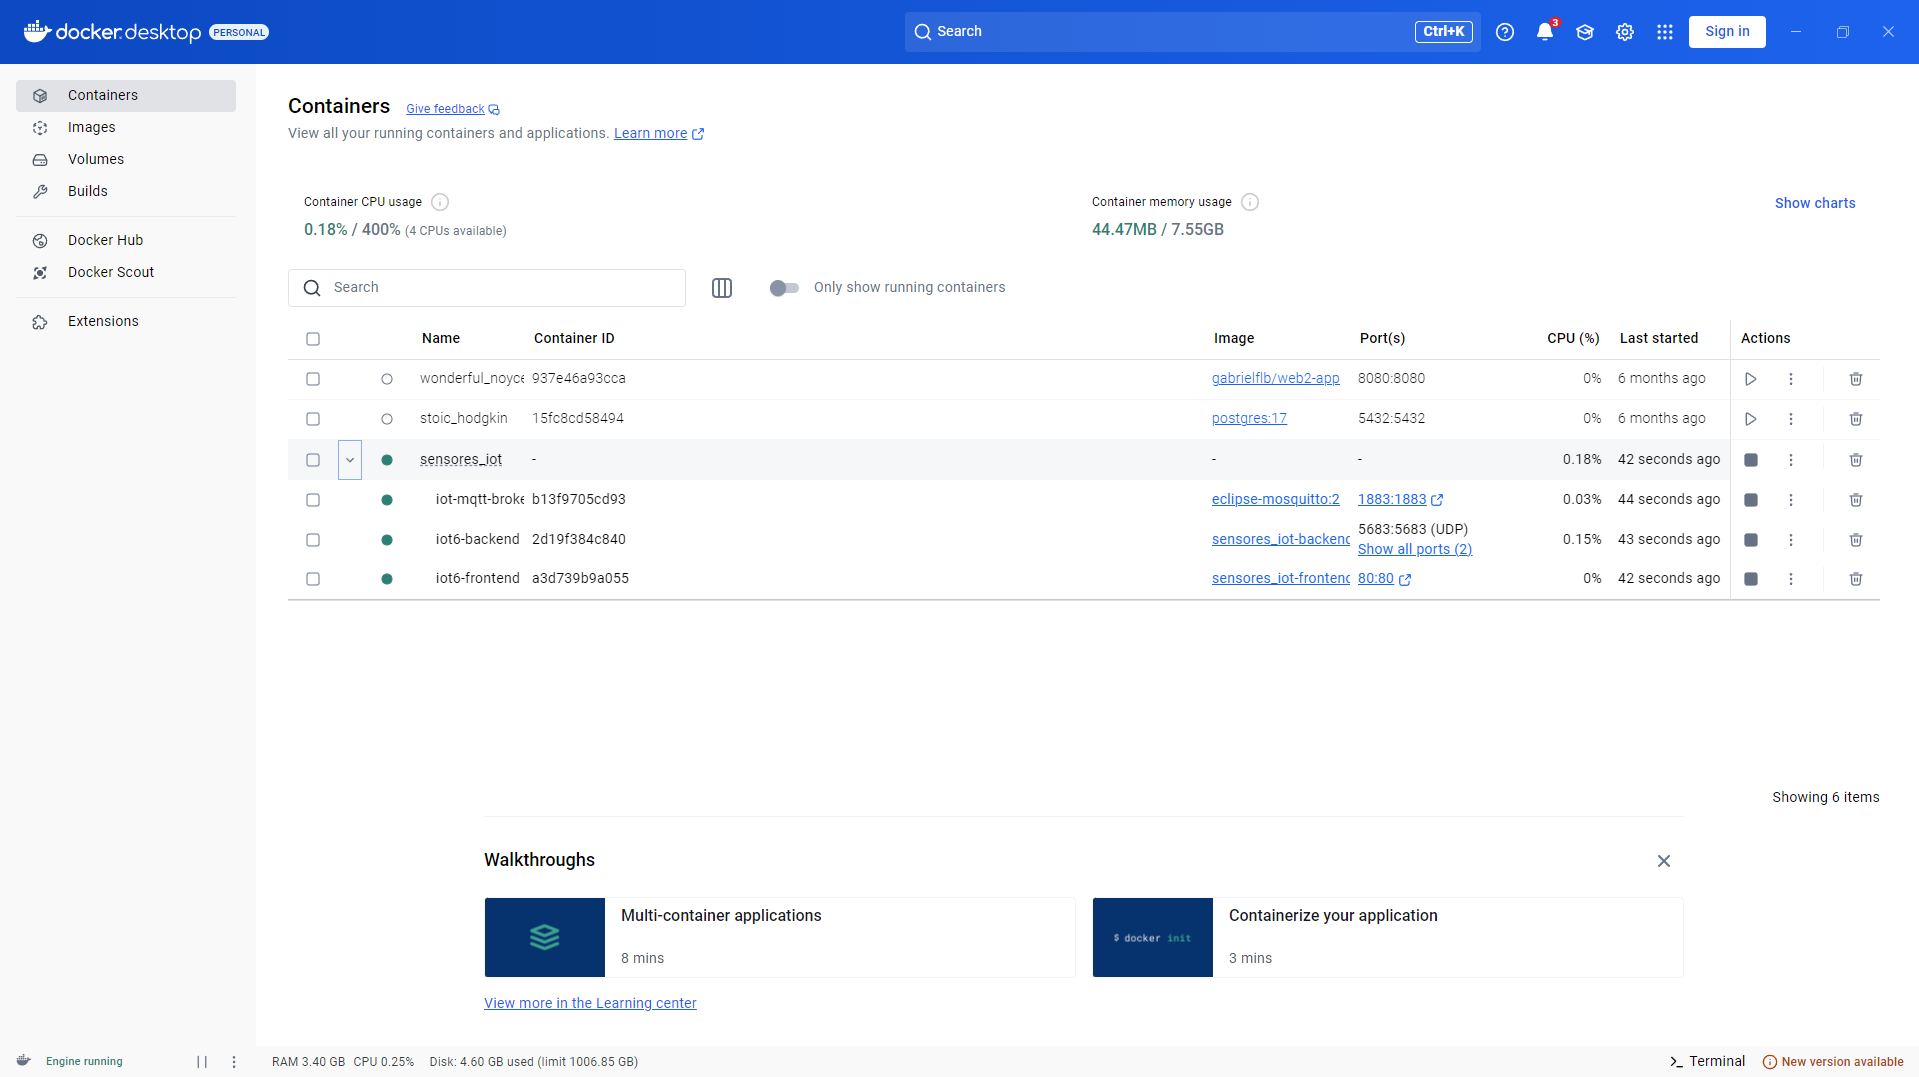 docker.desktop PERSONAL
Search Ctrl+K
3
Sign in
Containers
Images
Volumes
Builds
Docker Hub
Docker Scout
Extensions
Containers Give feedback
View all your running containers and applications. Learn more
Container CPU usage
0.18% / 400% (4 CPUs available)
Container memory usage
44.47MB / 7.55GB
Show charts
Search
Only show running containers
Name Container ID Image Port(s) CPU (%) Last started Actions
wonderful_noyce 937e46a93cca gabrielflb/web2-app 8080:8080 0% 6 months ago
stoic_hodgkin 15fc8cd58494 postgres:17 5432:5432 0% 6 months ago
sensores_iot - - - 0.18% 42 seconds ago
iot-mqtt-broke b13f9705cd93 eclipse-mosquitto:2 1883:1883 0.03% 44 seconds ago
iot6-backend 2d19f384c840 sensores_iot-backend 5683:5683 (UDP) 0.15% 43 seconds ago
Show all ports (2)
iot6-frontend a3d739b9a055 sensores_iot-frontend 80:80 0% 42 seconds ago
Showing 6 items
Walkthroughs
Multi-container applications
8 mins
$ docker init
Containerize your application
3 mins
View more in the Learning center
Engine running
RAM 3.40 GB CPU 0.25% Disk: 4.60 GB used (limit 1006.85 GB)
Terminal
New version available